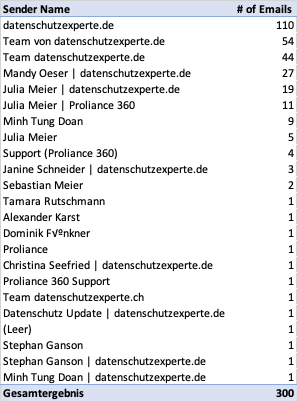 Sender Name # of Emails
datenschutzexperte.de 110
Team von datenschutzexperte.de 54
Team datenschutzexperte.de 44
Mandy Oeser | datenschutzexperte.de 27
Julia Meier | datenschutzexperte.de 19
Julia Meier | Proliance 360 11
Minh Tung Doan 9
Julia Meier 5
Support (Proliance 360) 4
Janine Schneider | datenschutzexperte.de 3
Sebastian Meier 2
Tamara Rutschmann 1
Alexander Karst 1
Dominik Fvºnkner 1
Proliance 1
Christina Seefried | datenschutzexperte.de 1
Proliance 360 Support 1
Team datenschutzexperte.ch 1
Datenschutz Update | datenschutzexperte.de 1
(Leer) 1
Stephan Ganson 1
Stephan Ganson | datenschutzexperte.de 1
Minh Tung Doan | datenschutzexperte.de 1
Gesamtergebnis 300